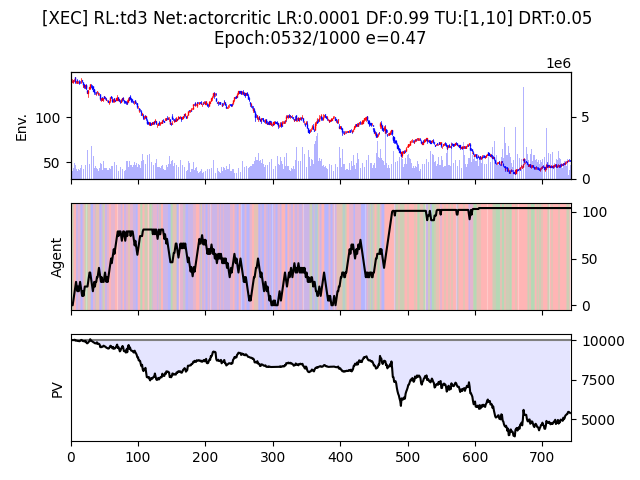 [XEC] RL:td3 Net:actorcritic LR:0.0001 DF:0.99 TU:[1,10] DRT:0.05
Epoch:0532/1000 e=0.47
1e6
Env.
100
50
5
0
Agent
100
50
0
PV
10000
7500
5000
0 100 200 300 400 500 600 700